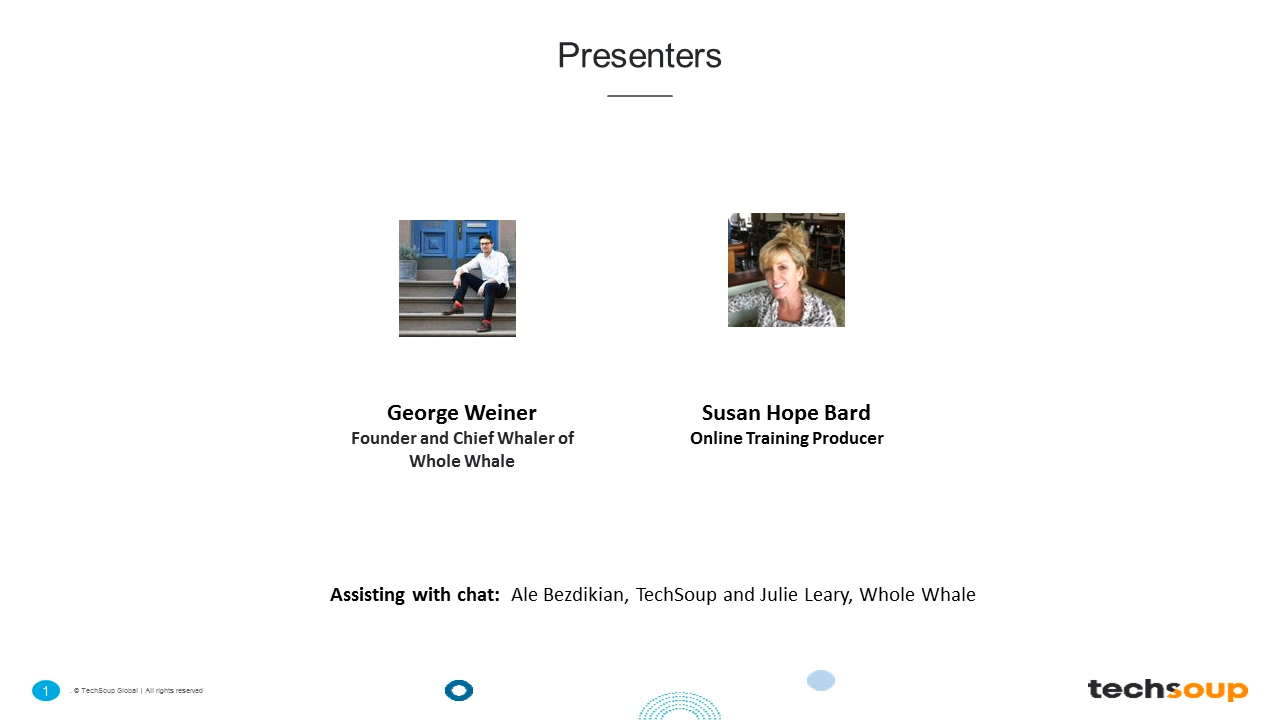 Presenters
George Weiner
Founder and Chief Whaler of
Whole Whale
Susan Hope Bard
Online Training Producer
Assisting with chat: Ale Bezdikian, TechSoup and Julie Leary, Whole Whale
1
. © TechSoup Global | All rights reserved
techsoup